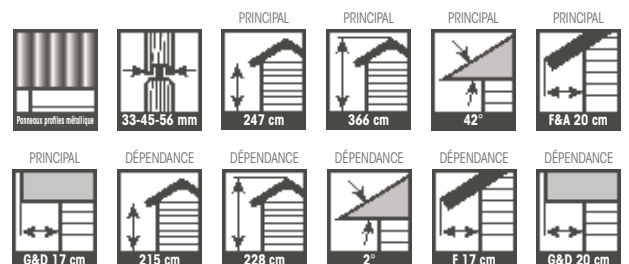 PRINCIPAL PRINCIPAL PRINCIPAL PRINCIPAL
Panneaux profiles métallique 33-45-56 mm 247 cm 366 cm 42° F&A 20 cm
PRINCIPAL DÉPENDANCE DÉPENDANCE DÉPENDANCE DÉPENDANCE DÉPENDANCE
G&D 17 cm 215 cm 228 cm 2° F 17 cm G&D 20 cm